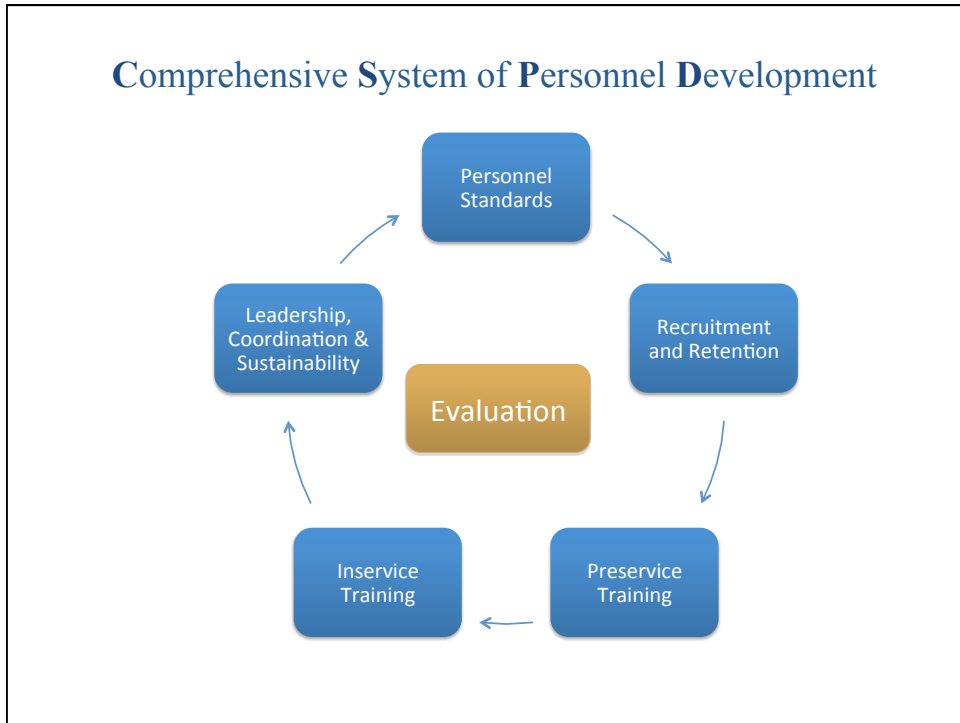 Comprehensive System of Personnel Development
Personnel
Standards
Recruitment
and Retention
Preservice
Training
Inservice
Training
Leadership,
Coordination &
Sustainability
Evaluation